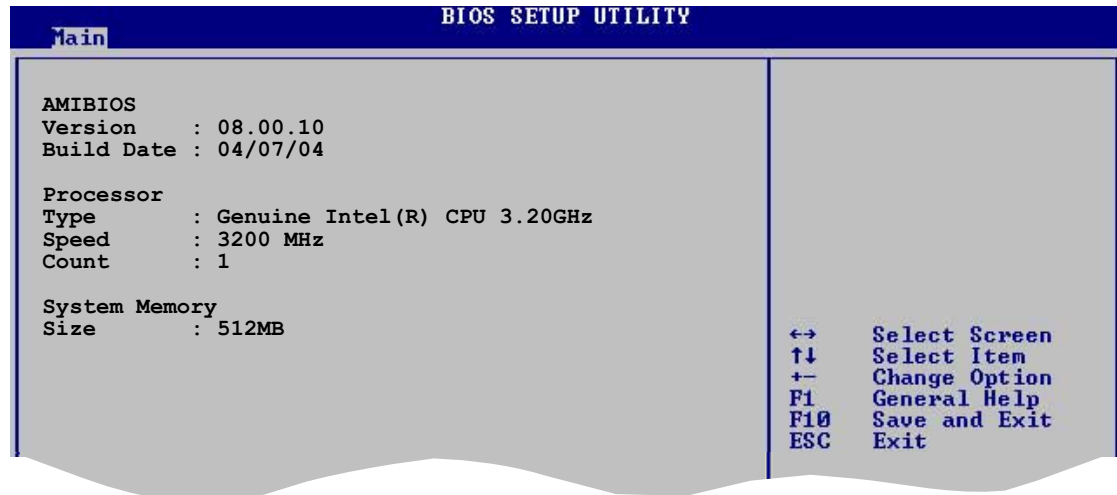 BIOS SETUP UTILITY
Main
AMIBIOS
Version : 08.00.10
Build Date : 04/07/04
Processor
Type : Genuine Intel(R) CPU 3.20GHz
Speed : 3200 MHz
Count : 1
System Memory
Size : 512MB
←→ Select Screen
↑↓ Select Item
+- Change Option
F1 General Help
F10 Save and Exit
ESC Exit